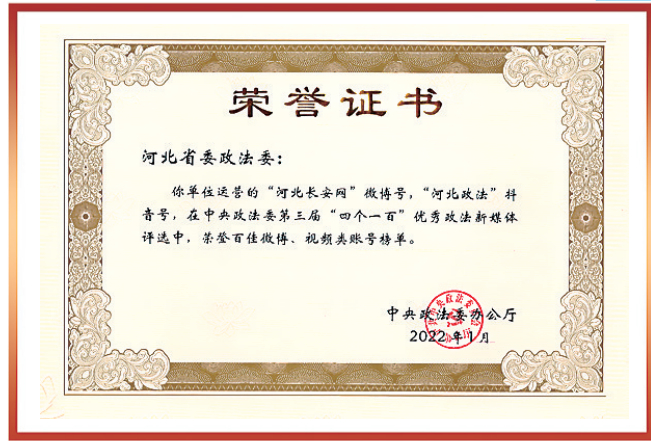 荣誉证书
河北省委政法委：
你单位运营的“河北长安网”微博号，“河北政法”抖
音号，在中央政法委第三届“四个一百”优秀政法新媒体
评选中，荣登百佳微博、视频类账号榜单。
中央政法委办公厅
2022年1月